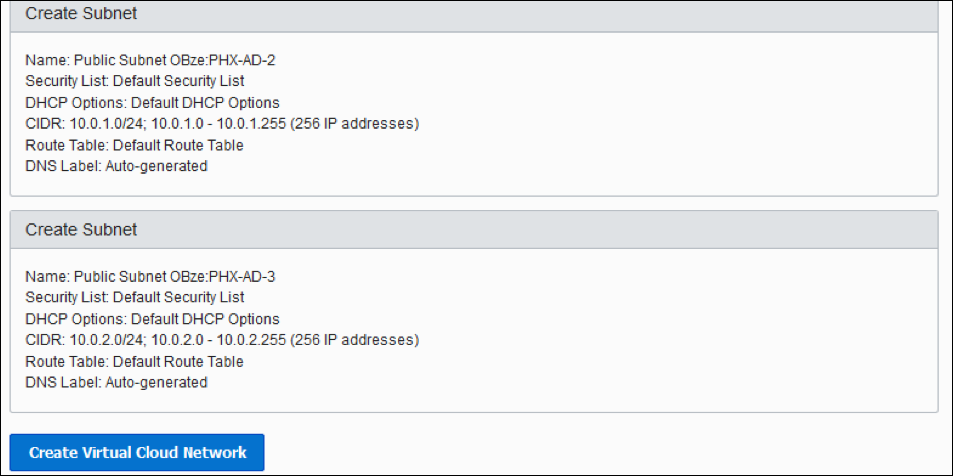 Create Subnet
Name: Public Subnet OBze:PHX-AD-2
Security List: Default Security List
DHCP Options: Default DHCP Options
CIDR: 10.0.1.0/24; 10.0.1.0 - 10.0.1.255 (256 IP addresses)
Route Table: Default Route Table
DNS Label: Auto-generated
Create Subnet
Name: Public Subnet OBze:PHX-AD-3
Security List: Default Security List
DHCP Options: Default DHCP Options
CIDR: 10.0.2.0/24; 10.0.2.0 - 10.0.2.255 (256 IP addresses)
Route Table: Default Route Table
DNS Label: Auto-generated
Create Virtual Cloud Network